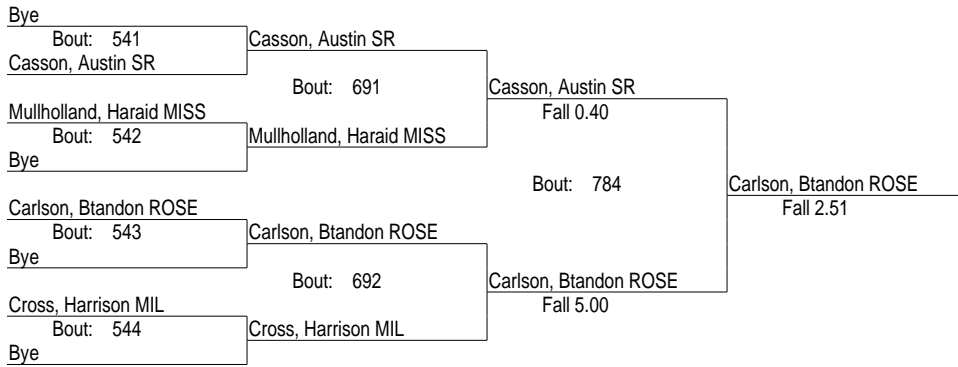 Bye
Bout: 541
Casson, Austin SR
Casson, Austin SR
Bout: 691
Casson, Austin SR
Fall 0.40
Mullholland, Haraid MISS
Bout: 542
Mullholland, Haraid MISS
Bye
Bout: 784
Carlson, Btandon ROSE
Fall 2.51
Carlson, Btandon ROSE
Bout: 543
Carlson, Btandon ROSE
Bye
Bout: 692
Carlson, Btandon ROSE
Fall 5.00
Cross, Harrison MIL
Bout: 544
Cross, Harrison MIL
Bye